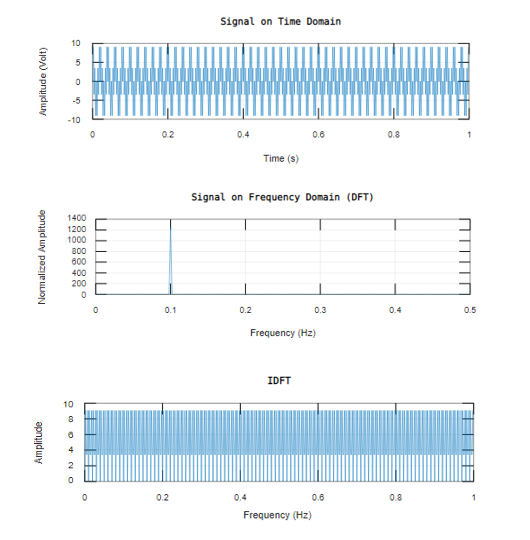 Signal on Time Domain
10
5
0
-5
-10
Amplitude (Volt)
0 0.2 0.4 0.6 0.8 1
Time (s)
Signal on Frequency Domain (DFT)
1400
1200
1000
800
600
400
200
0
Normalized Amplitude
0 0.1 0.2 0.3 0.4 0.5
Frequency (Hz)
IDFT
10
8
6
4
2
0
Amplitude
0 0.2 0.4 0.6 0.8 1
Frequency (Hz)